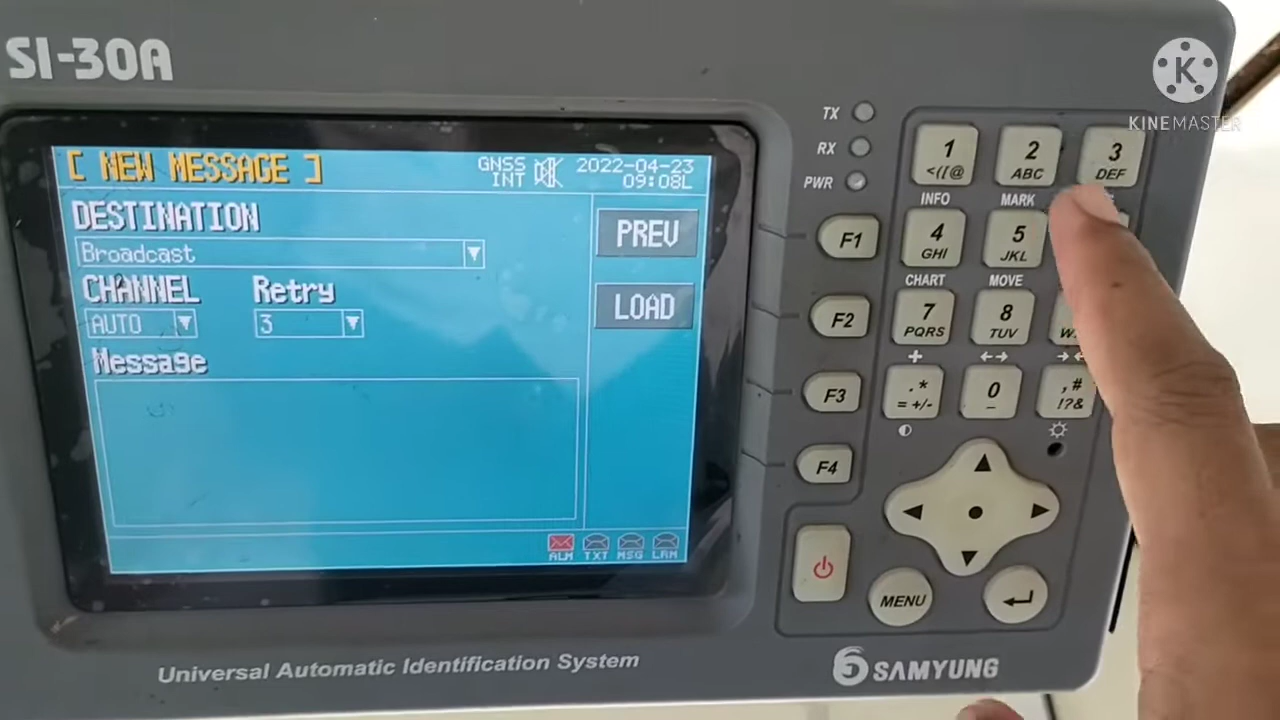 SI-30A
[ NEW MESSAGE ]
GNSS
INT
2022-04-23
09:08L
DESTINATION
Broadcast
CHANNEL
Retry
AUTO
3
Message
PREV
LOAD
ALM
TXT
MSG
LRM
TX
RX
PWR
F1
F2
F3
F4
1
<([@
2
ABC
3
DEF
INFO
MARK
4
GHI
5
JKL
CHART
MOVE
7
PQRS
8
TUV
.*
= +/-
0
_
,#
!?&
MENU
Universal Automatic Identification System
SAMYUNG
K
KINEMASTER